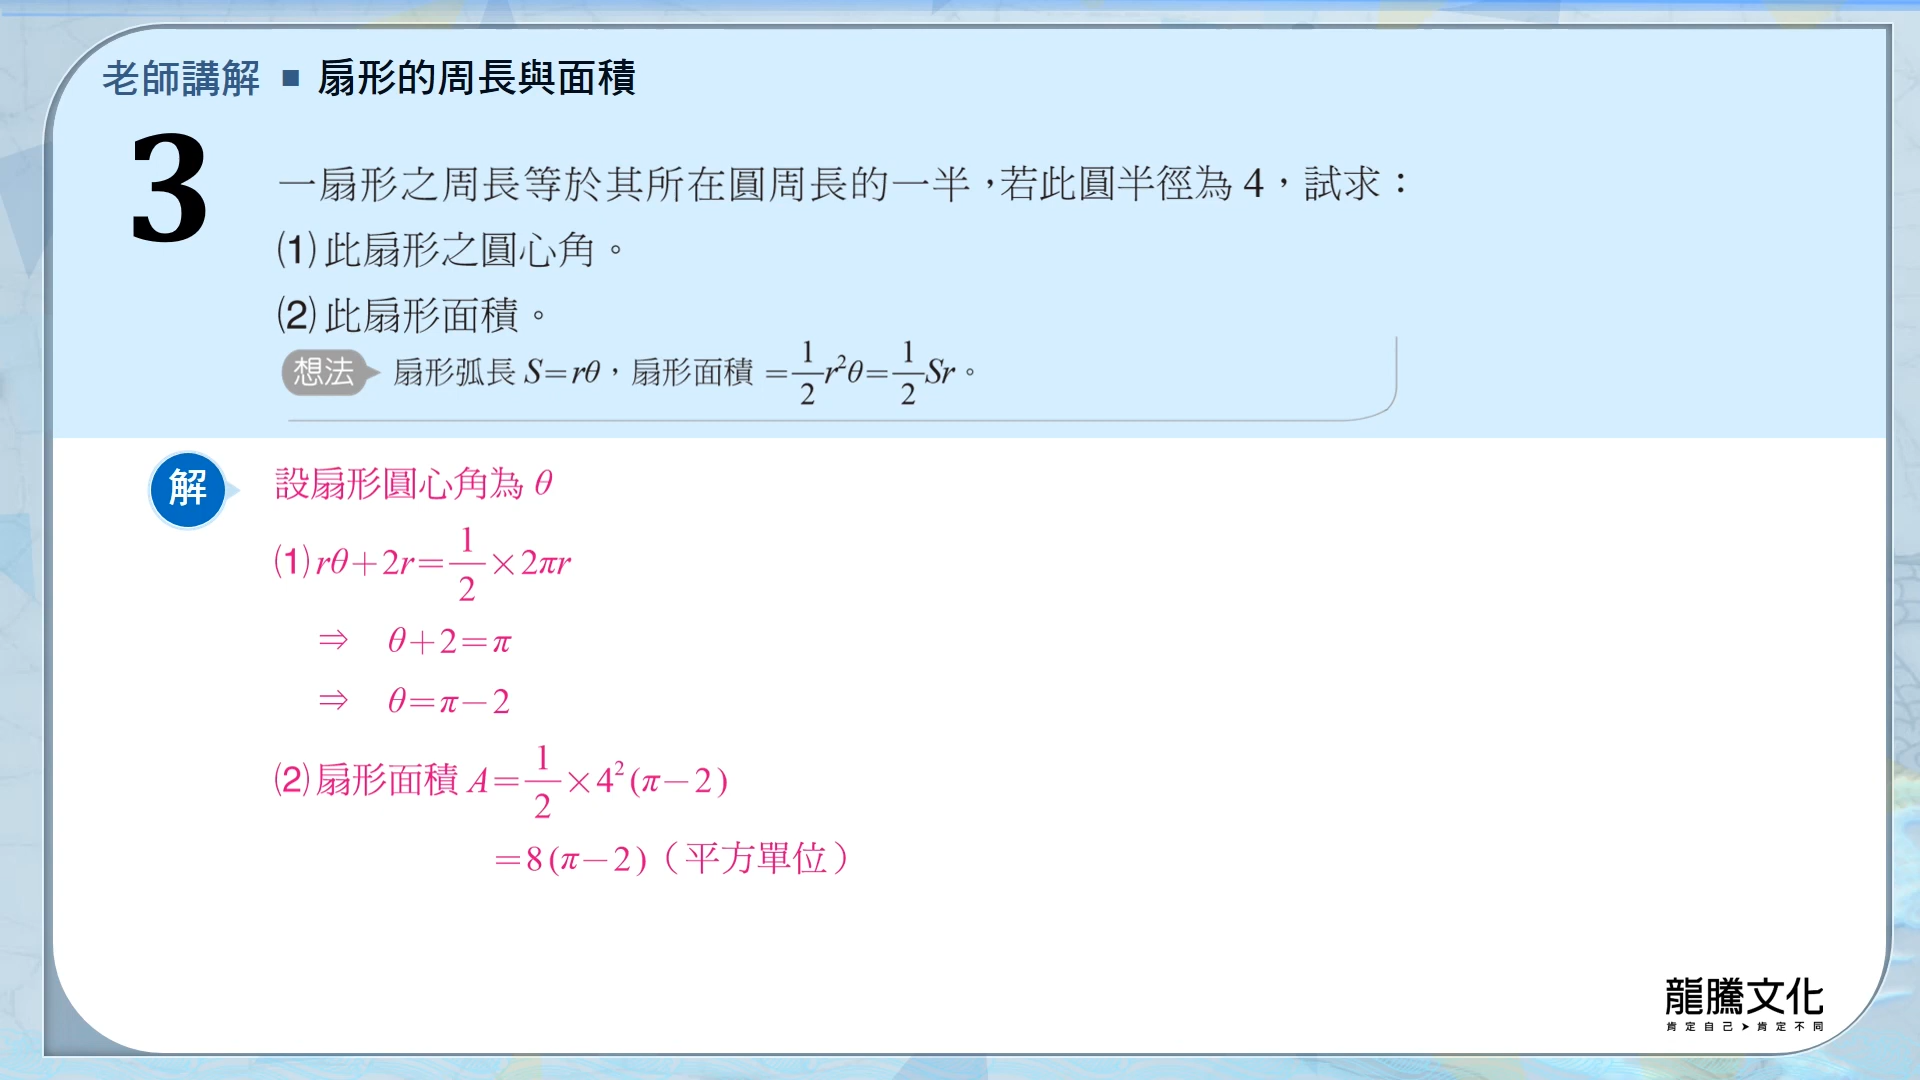 老師講解 ■ 扇形的周長與面積
3
一扇形之周長等於其所在圓周長的一半，若此圓半徑為 4，試求：
(1)此扇形之圓心角。
(2)此扇形面積。
想法 扇形弧長 S=rθ，扇形面積 =1/2 r²θ=1/2 Sr。
解 設扇形圓心角為 θ
(1) rθ+2r=1/2×2πr
⇒ θ+2=π
⇒ θ=π−2
(2)扇形面積 A=1/2×4²(π−2)
=8(π−2)（平方單位）
龍騰文化
肯定自己➤肯定不同